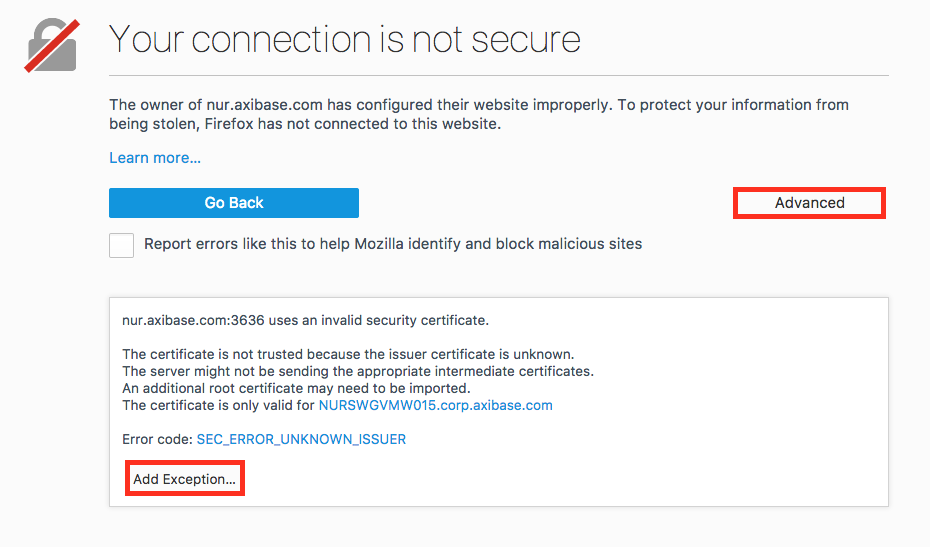 Your connection is not secure
The owner of nur.axibase.com has configured their website improperly. To protect your information from
being stolen, Firefox has not connected to this website.
Learn more...
Go Back
Advanced
Report errors like this to help Mozilla identify and block malicious sites
nur.axibase.com:3636 uses an invalid security certificate.
The certificate is not trusted because the issuer certificate is unknown.
The server might not be sending the appropriate intermediate certificates.
An additional root certificate may need to be imported.
The certificate is only valid for NURSWGVMW015.corp.axibase.com
Error code: SEC_ERROR_UNKNOWN_ISSUER
Add Exception...